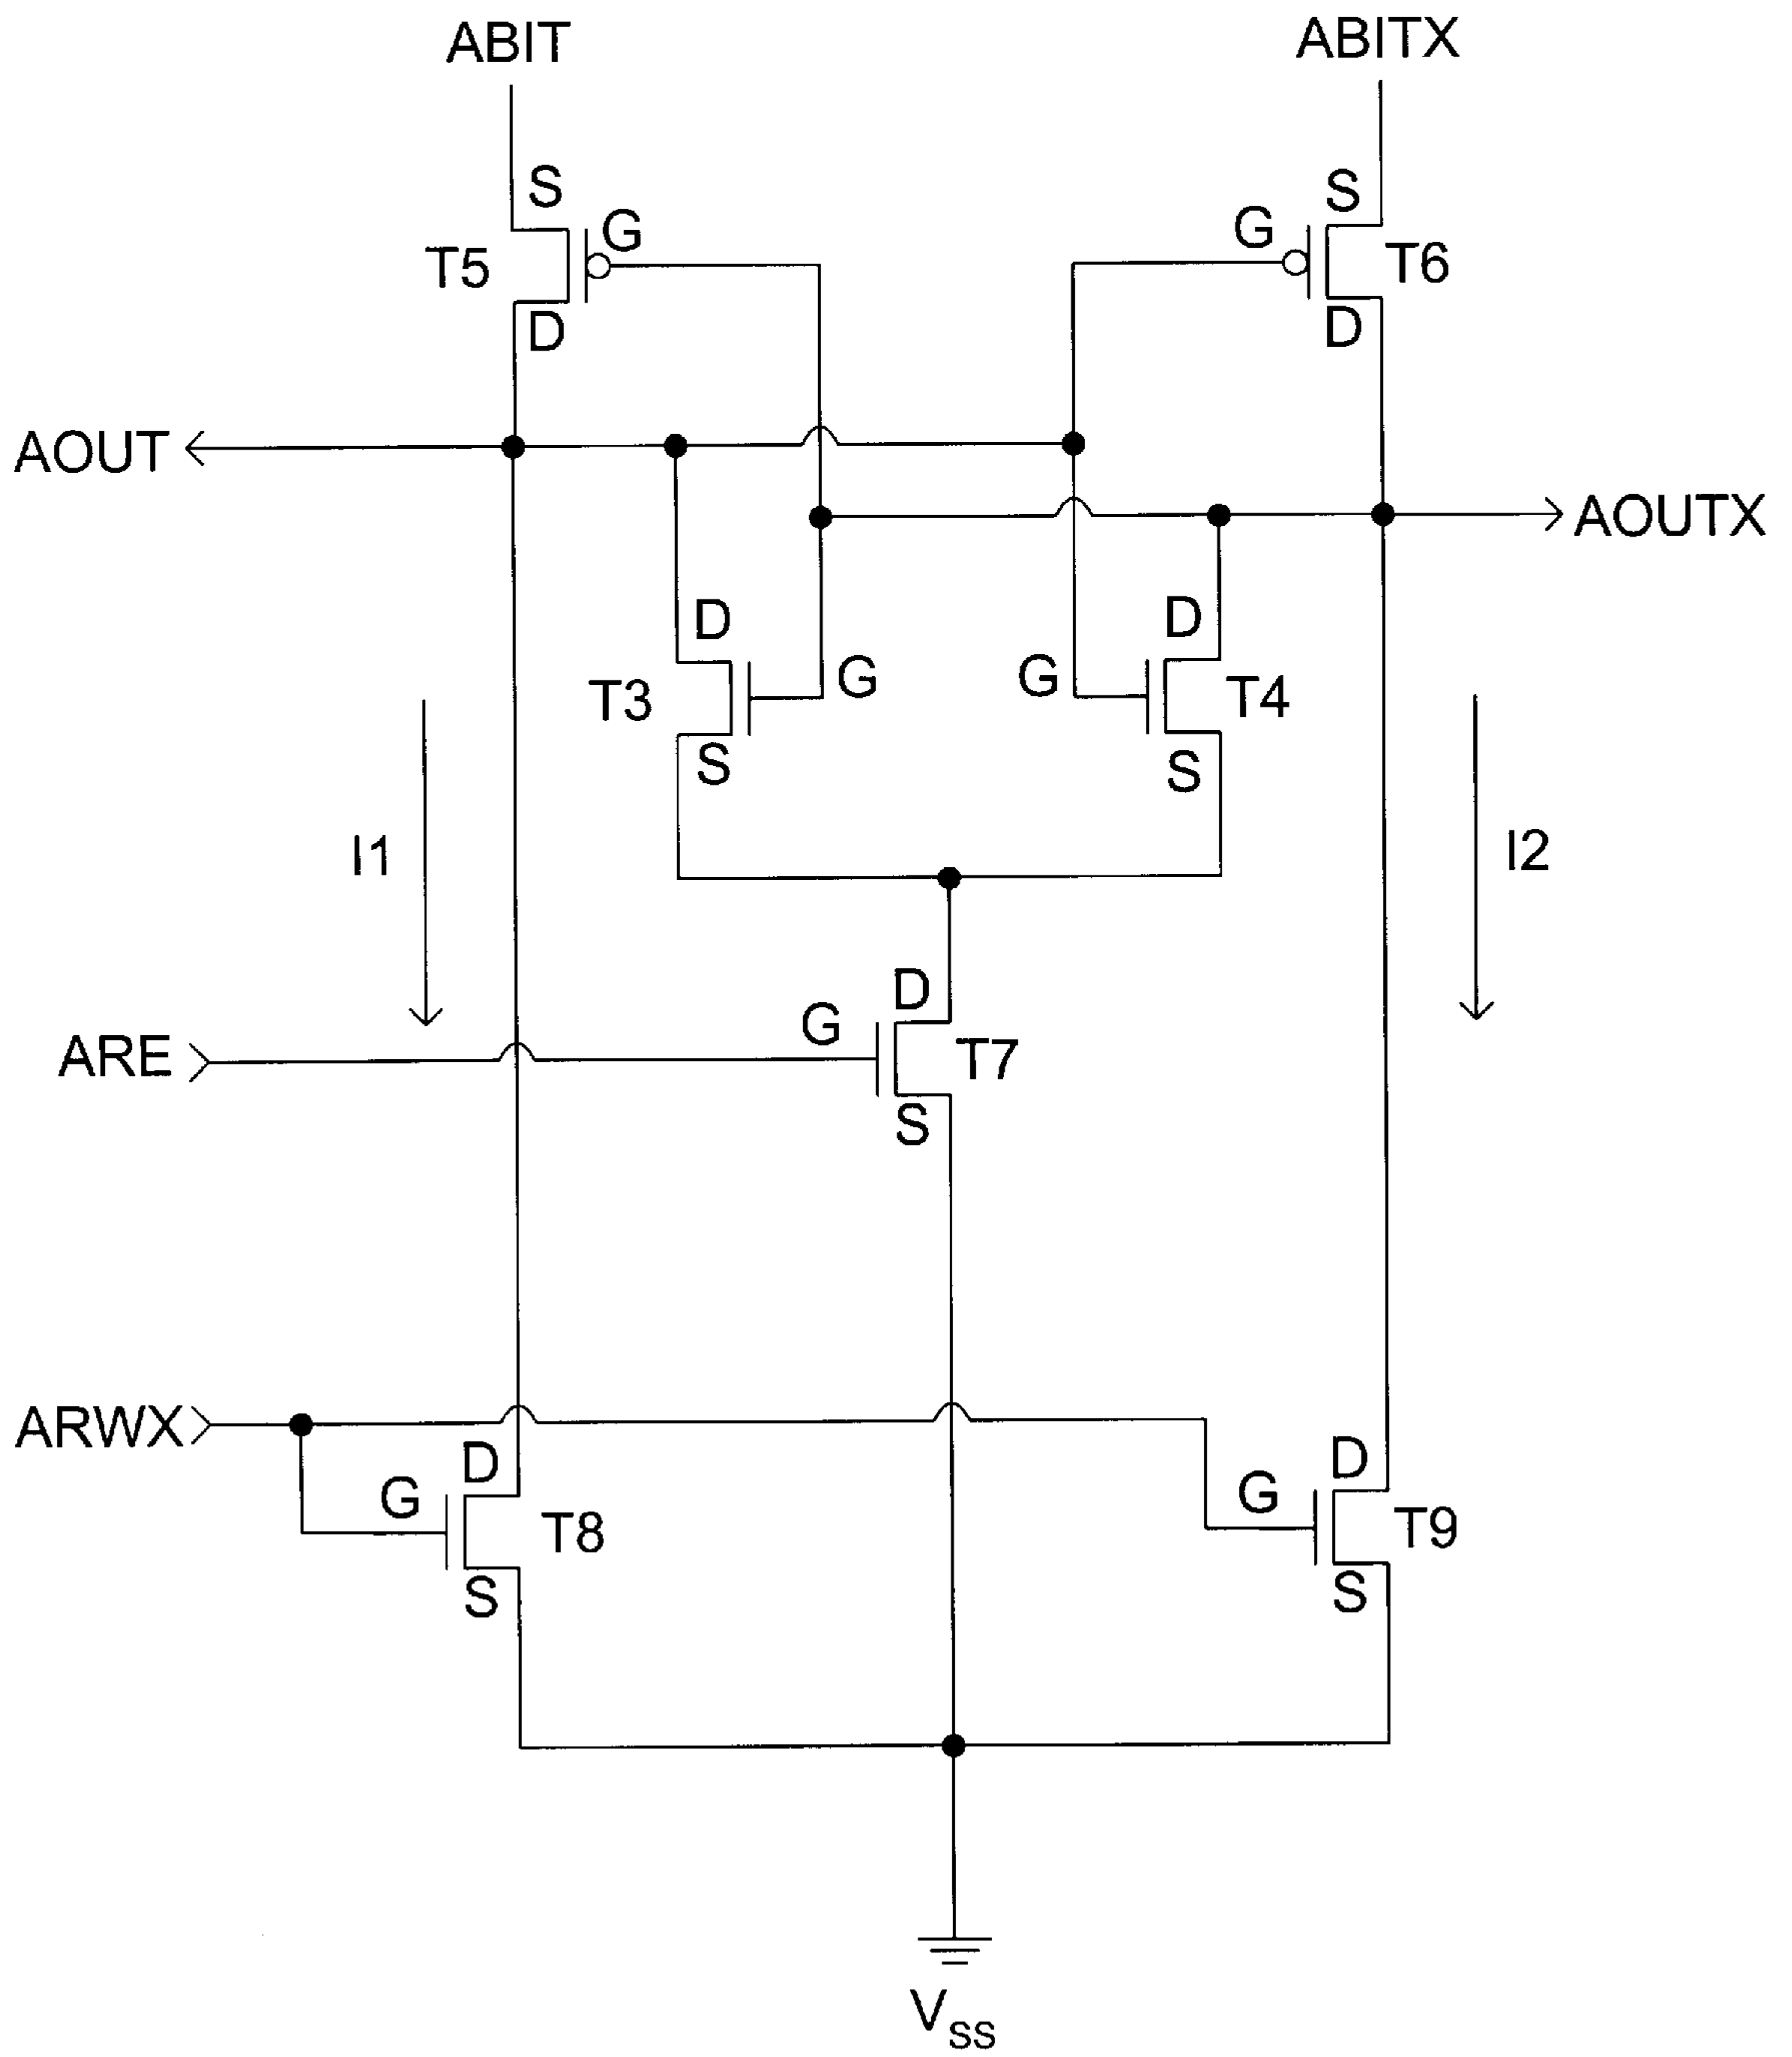 ABIT
ABITX
S
G
T5
D
G
S
T6
D
AOUT
AOUTX
D
T3
G
S
D
G
T4
S
I1
I2
D
G
ARE
T7
S
ARWX
D
G
T8
S
D
G
T9
S
VSS